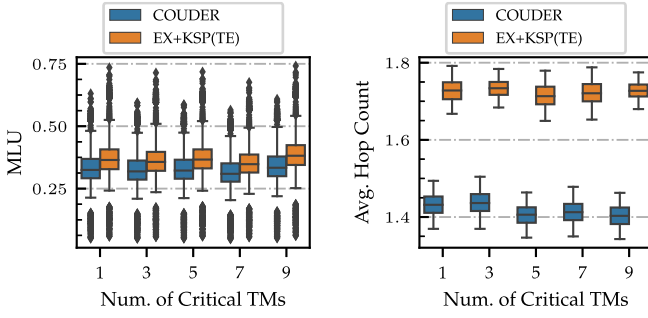 COUDER
EX+KSP(TE)
0.75
0.50
0.25
MLU
1
3
5
7
9
Num. of Critical TMs
COUDER
EX+KSP(TE)
1.8
1.6
1.4
Avg. Hop Count
1
3
5
7
9
Num. of Critical TMs